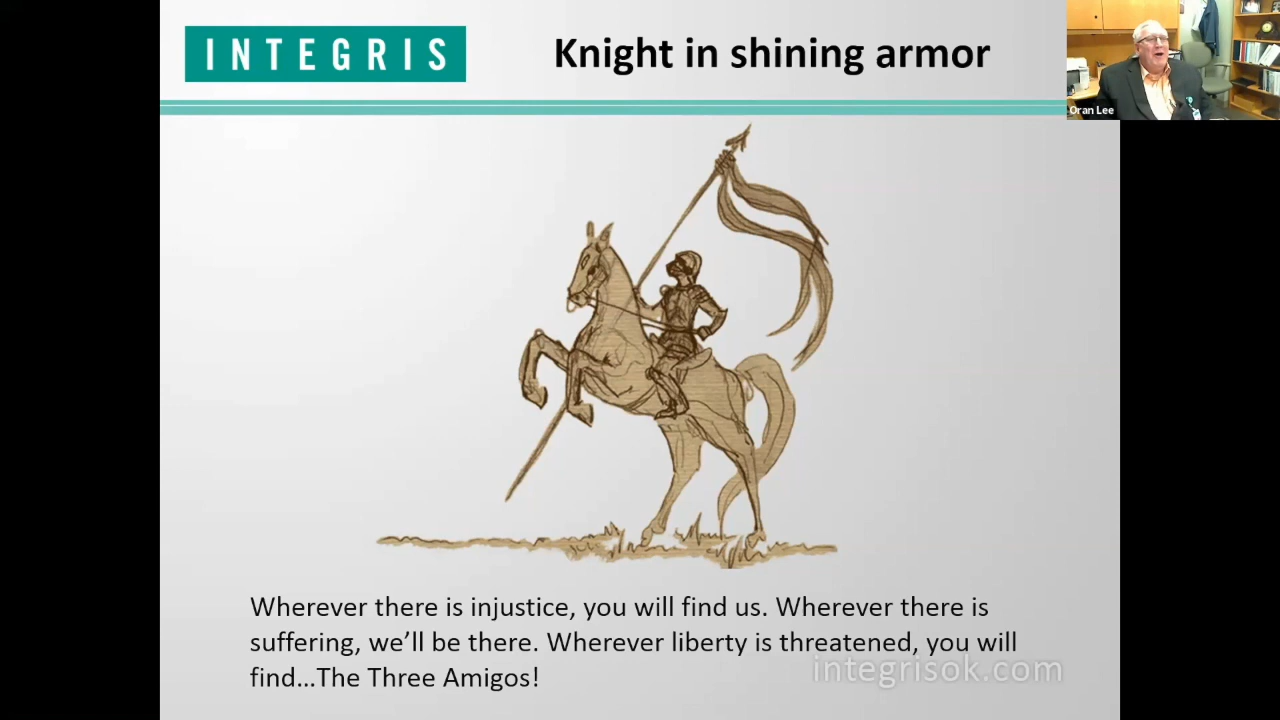 INTEGRIS
Knight in shining armor
Oran Lee
Wherever there is injustice, you will find us. Wherever there is
suffering, we’ll be there. Wherever liberty is threatened, you will
find…The Three Amigos!
integrisok.com